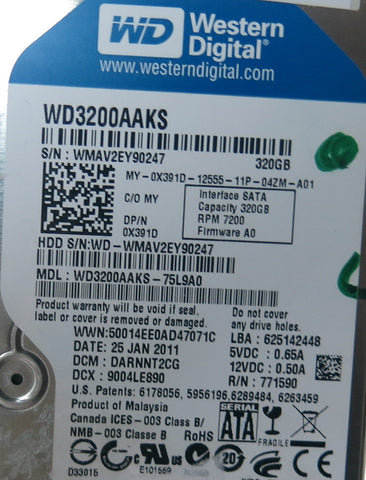 WD Western Digital®
www.westerndigital.com
WD3200AAKS
S/N: WMAV2EY90247 320GB
MY-0X391D-12555-11P-04ZM-A01
C/O MY
DP/N
0X391D
Interface SATA
Capacity 320GB
RPM 7200
Firmware A0
HDD S/N:WD-WMAV2EY90247
MDL: WD3200AAKS-75L9A0
Product warranty will be void if seal,
label or cover is removed or damaged.
Do not cover
any drive holes.
WWN:50014EE0AD47071C
DATE: 25 JAN 2011
DCM: DARNNT2CG
DCX: 9004LE890
LBA: 625142448
5VDC: 0.65A
12VDC: 0.50A
R/N: 771590
U.S. Patents: 6178056, 5956196, 6289484, 6263459
Product of Malaysia
Canada ICES-003 Class B/
NMB-003 Classe B
RoHS
SERIAL
ATA
FRAGILE
D33015
E101559
20